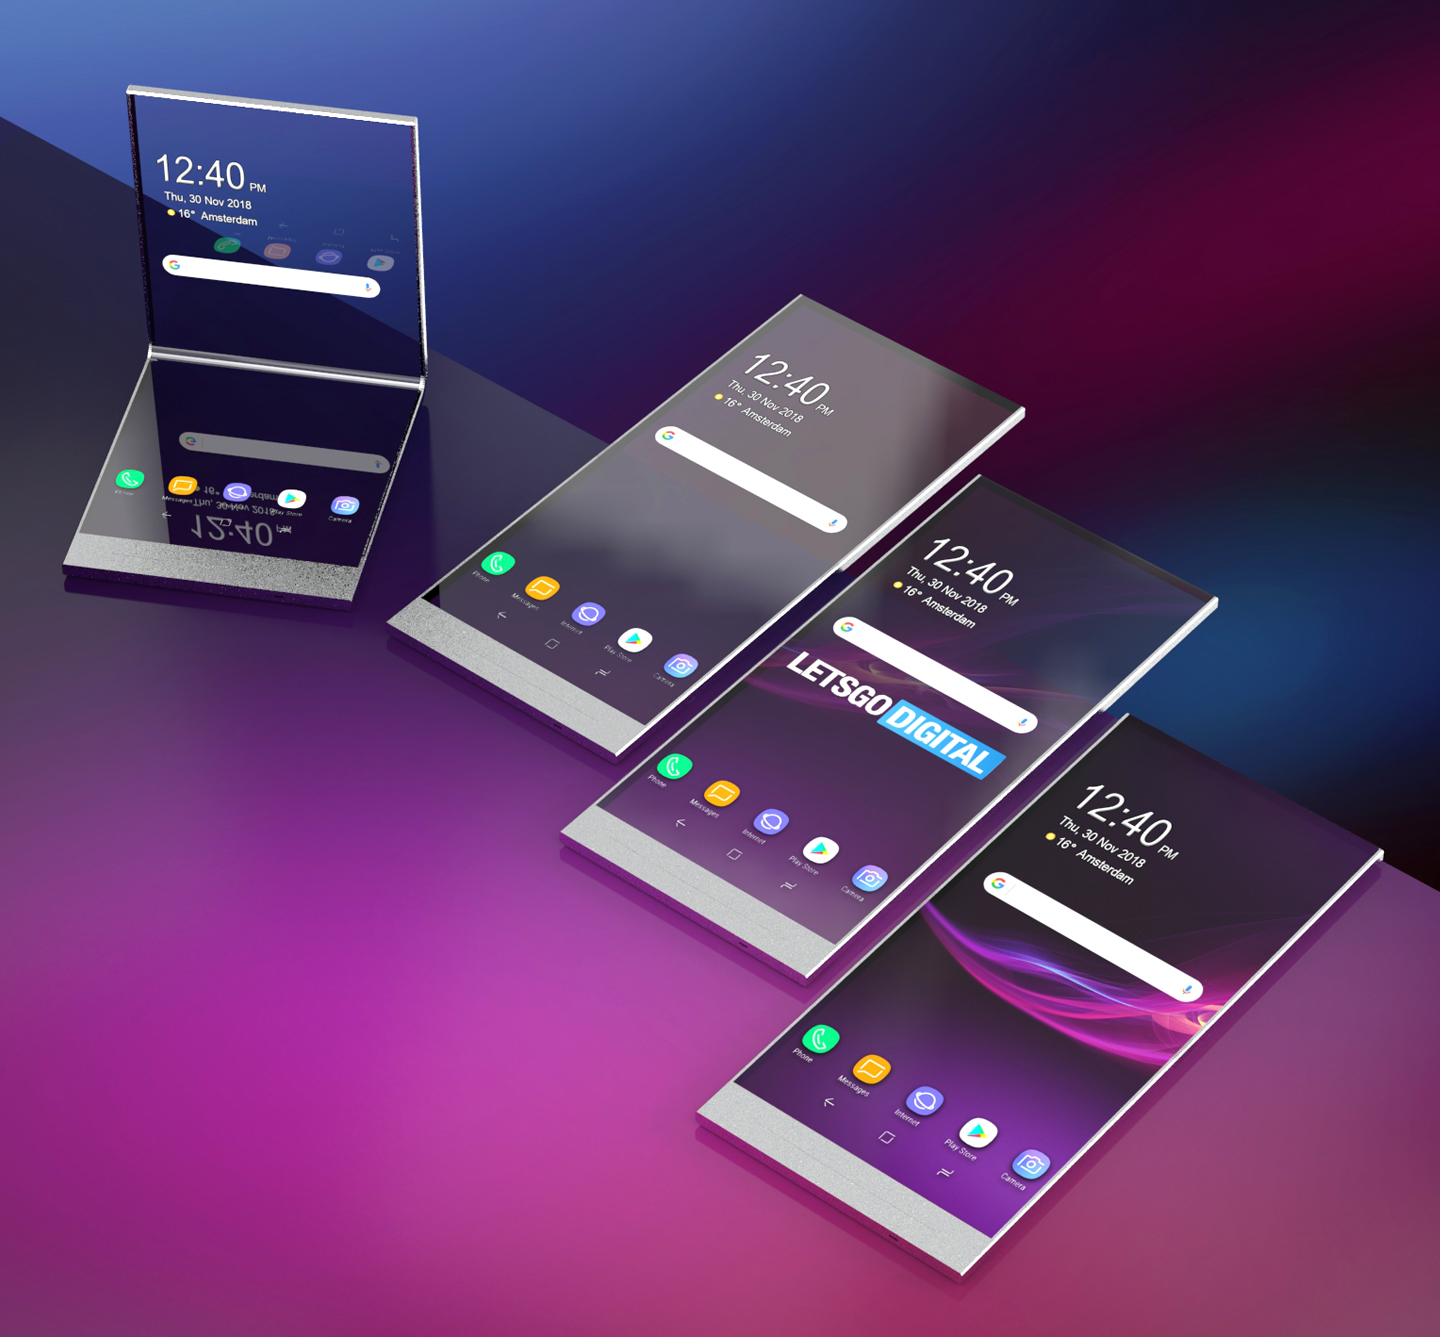 12:40 PM
Thu, 30 Nov 2018
16° Amsterdam
Phone
Messages
Play Store
Camera
12:40 PM
Thu, 30 Nov 2018
16° Amsterdam
Phone
Messages
Internet
Play Store
Camera
12:40 PM
Thu, 30 Nov 2018
16° Amsterdam
LETSGO DIGITAL
Phone
Messages
Internet
Play Store
Camera
12:40 PM
Thu, 30 Nov 2018
16° Amsterdam
Phone
Messages
Internet
Play Store
Camera